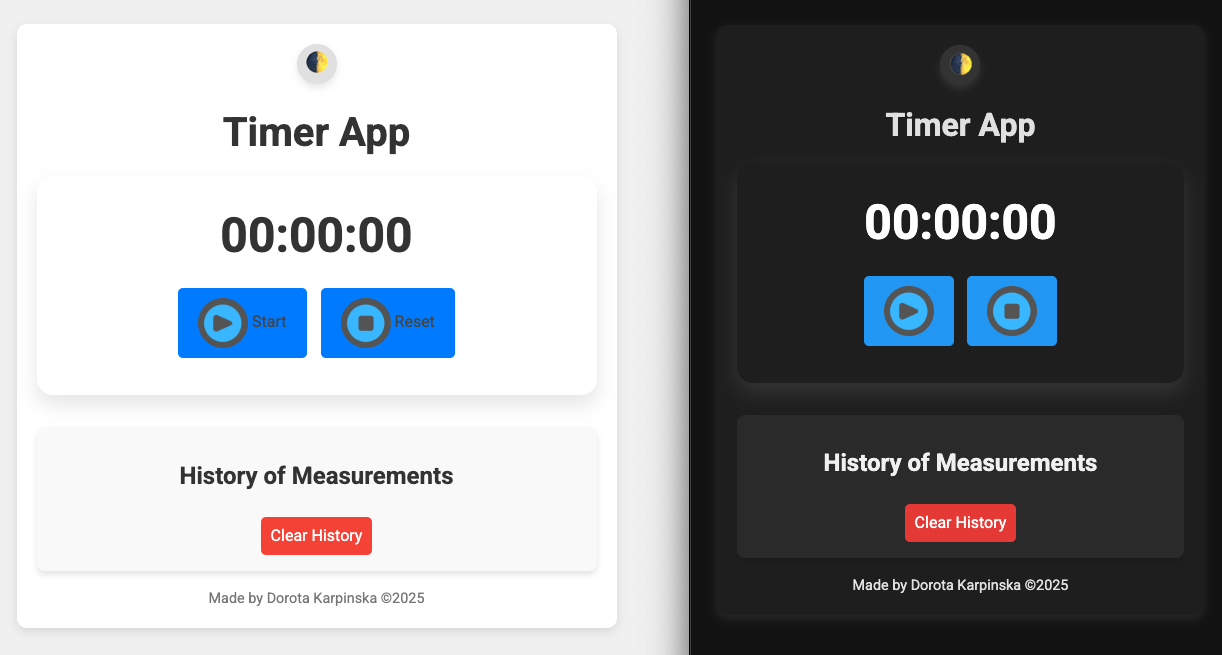 Timer App
00:00:00
Start Reset
History of Measurements
Clear History
Made by Dorota Karpinska ©2025
Timer App
00:00:00
History of Measurements
Clear History
Made by Dorota Karpinska ©2025